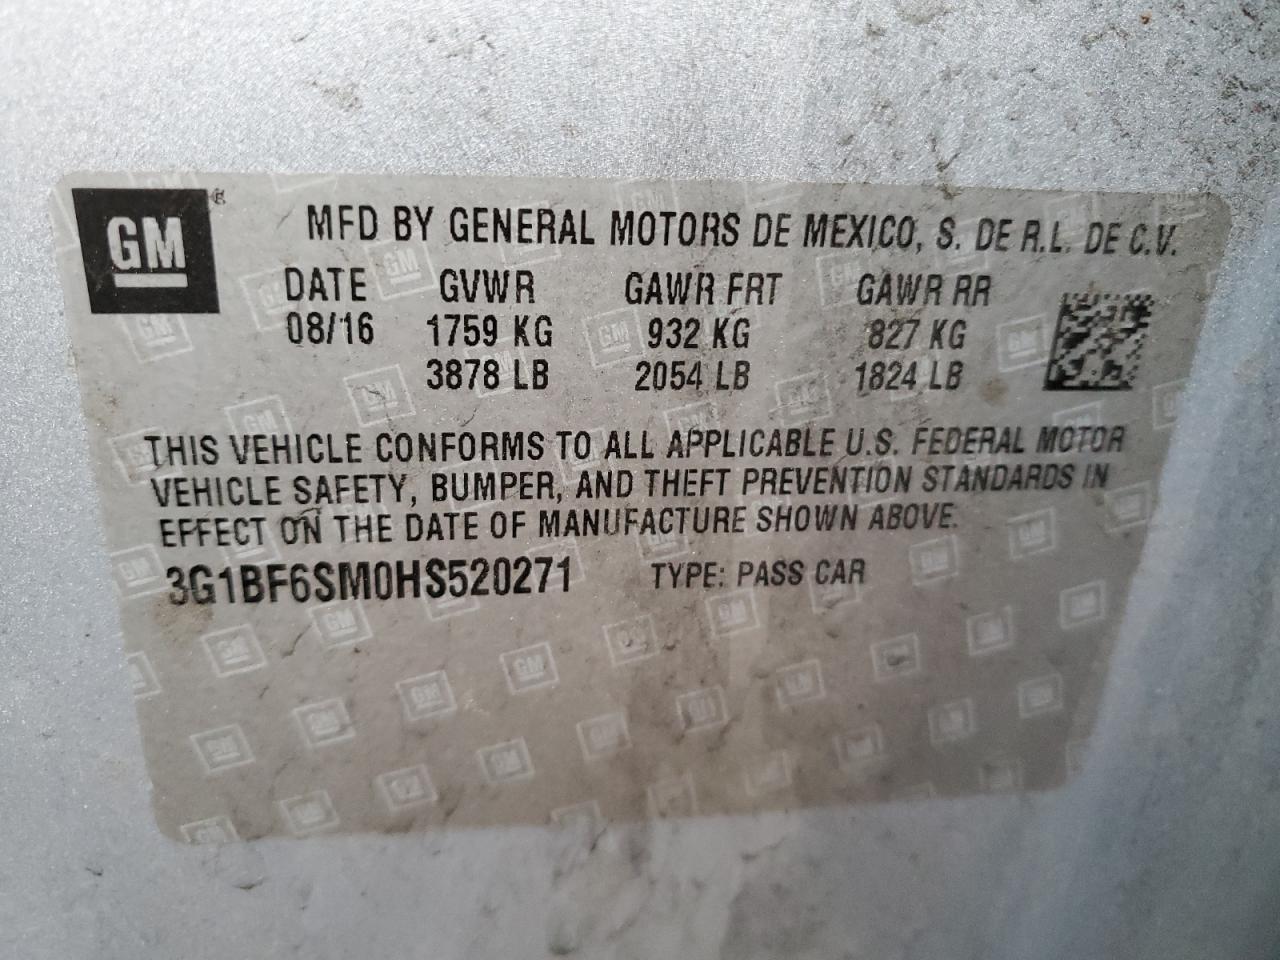 GM
MFD BY GENERAL MOTORS DE MEXICO, S. DE R.L. DE C.V.
DATE GVWR GAWR FRT GAWR RR
08/16 1759 KG 932 KG 827 KG
3878 LB 2054 LB 1824 LB
THIS VEHICLE CONFORMS TO ALL APPLICABLE U.S. FEDERAL MOTOR
VEHICLE SAFETY, BUMPER, AND THEFT PREVENTION STANDARDS IN
EFFECT ON THE DATE OF MANUFACTURE SHOWN ABOVE.
3G1BF6SM0HS520271 TYPE: PASS CAR